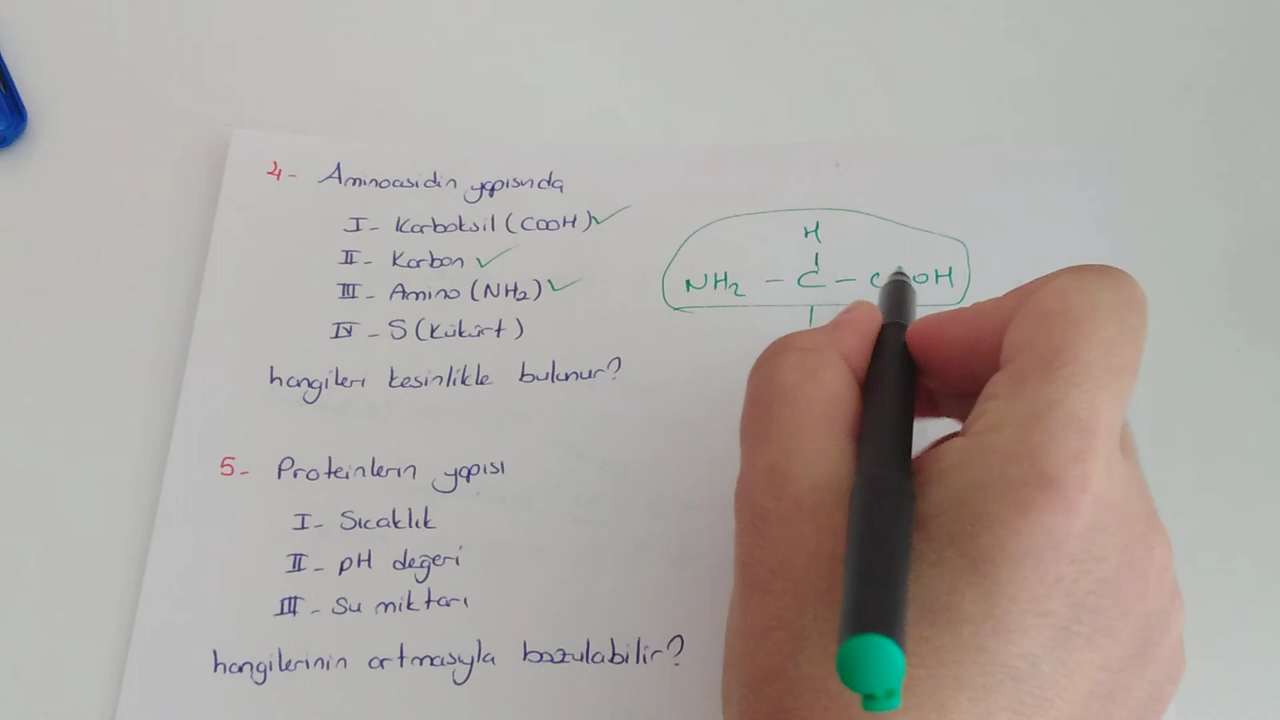 4- Aminoasidin yapısında
I- Karboksil (COOH) ✓
II- Karbon ✓
III- Amino (NH2) ✓
IV- S (Kükürt)
hangileri kesinlikle bulunur?
H
NH2 - C - OH
5- Proteinlerin yapısı
I- Sıcaklık
II- pH değeri
III- Su miktarı
hangilerinin artmasıyla bozulabilir?